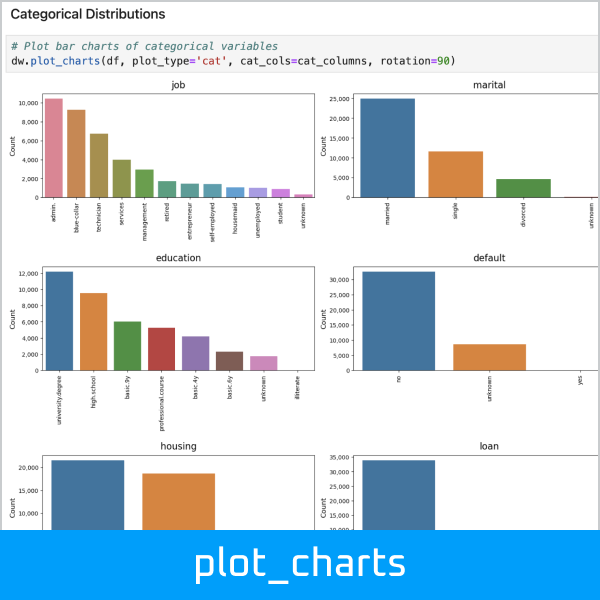 Categorical Distributions
# Plot bar charts of categorical variables
dw.plot_charts(df, plot_type='cat', cat_cols=cat_columns, rotation=90)
job
Count
10,000
8,000
6,000
4,000
2,000
0
admin.
blue-collar
technician
services
management
retired
entrepreneur
self-employed
housemaid
unemployed
student
unknown
marital
Count
25,000
20,000
15,000
10,000
5,000
0
married
single
divorced
unknown
education
Count
12,000
10,000
8,000
6,000
4,000
2,000
0
university.degree
high.school
basic.9y
professional.course
basic.4y
basic.6y
unknown
illiterate
default
Count
30,000
25,000
20,000
15,000
10,000
5,000
0
no
unknown
yes
housing
Count
20,000
15,000
10,000
loan
Count
35,000
30,000
25,000
20,000
15,000
10,000
plot_charts